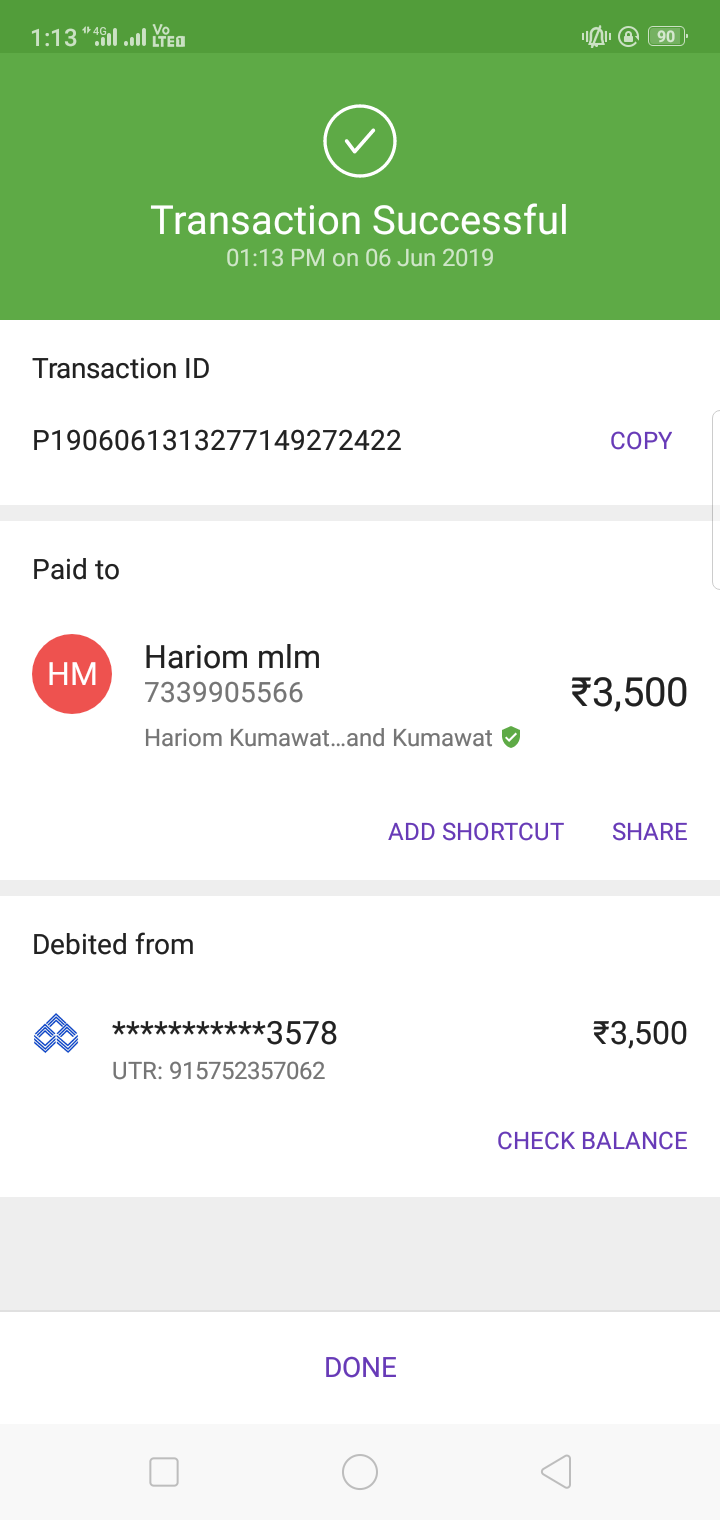 1:13 4G Vo LTE 90
Transaction Successful
01:13 PM on 06 Jun 2019
Transaction ID
P1906061313277149272422 COPY
Paid to
HM Hariom mlm
7339905566 ₹3,500
Hariom Kumawat...and Kumawat
ADD SHORTCUT SHARE
Debited from
***********3578 ₹3,500
UTR: 915752357062
CHECK BALANCE
DONE